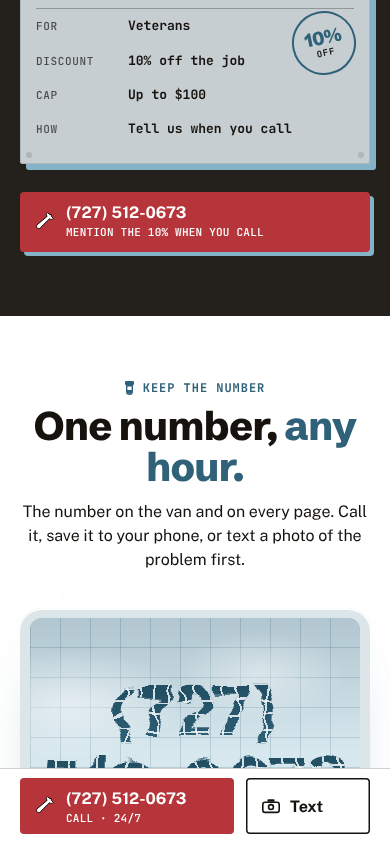 FOR Veterans
10% OFF
DISCOUNT 10% off the job
CAP Up to $100
HOW Tell us when you call
(727) 512-0673
MENTION THE 10% WHEN YOU CALL
KEEP THE NUMBER
One number, any
hour.
The number on the van and on every page. Call
it, save it to your phone, or text a photo of the
problem first.
(727)
(727) 512-0673
CALL · 24/7
Text